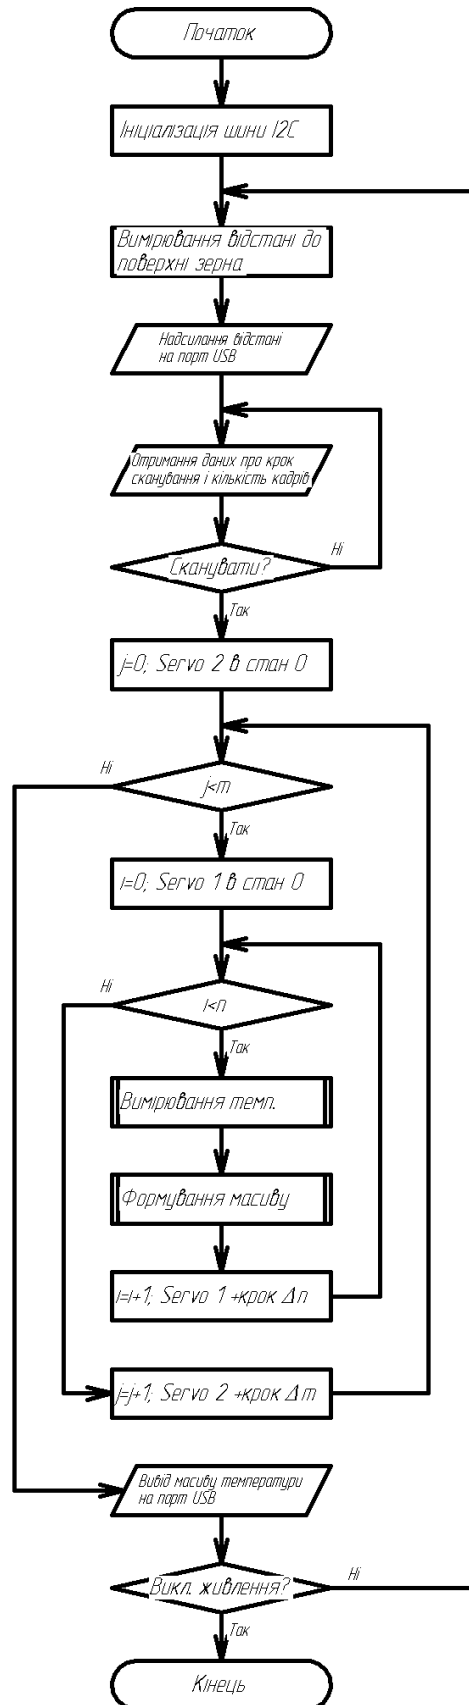 Початок
Ініціалізація шини I2C
Вимірювання відстані до
поверхні зерна
Надсилання відстані
на порт USB
Отримання даних про крок
сканування і кількість кадрів
Сканувати?
Ні
Так
j=0; Servo 2 в стан 0
Ні
j<m
Так
i=0; Servo 1 в стан 0
Ні
i<n
Так
Вимірювання темп.
Формування масиву
i=i+1; Servo 1 +крок Δn
j=j+1; Servo 2 +крок Δm
Вивід масиву температури
на порт USB
Викл. живлення?
Ні
Так
Кінець